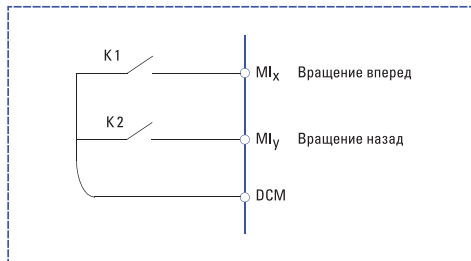 K1
MIx Вращение вперед
K2
MIy Вращение назад
DCM